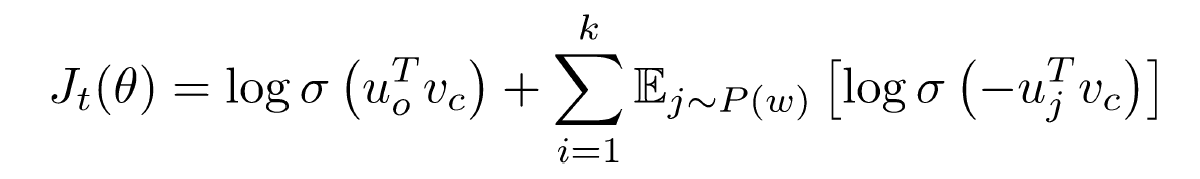 J_t(θ) = log σ (u_o^T v_c) + ∑_{i=1}^{k} 𝔼_{j∼P(w)} [log σ (−u_j^T v_c)]